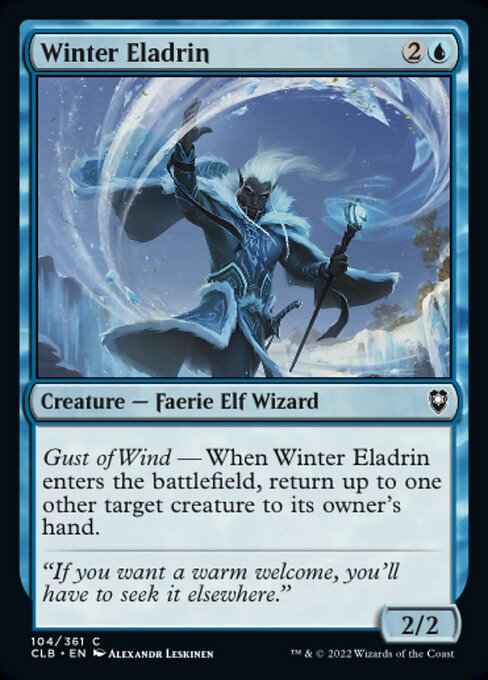 Winter Eladrin 2
Creature — Faerie Elf Wizard
Gust of Wind — When Winter Eladrin
enters the battlefield, return up to one
other target creature to its owner's
hand.
"If you want a warm welcome, you'll
have to seek it elsewhere."
2/2
104/361 C
CLB • EN Alexandr Leskinen
™ & © 2022 Wizards of the Coast